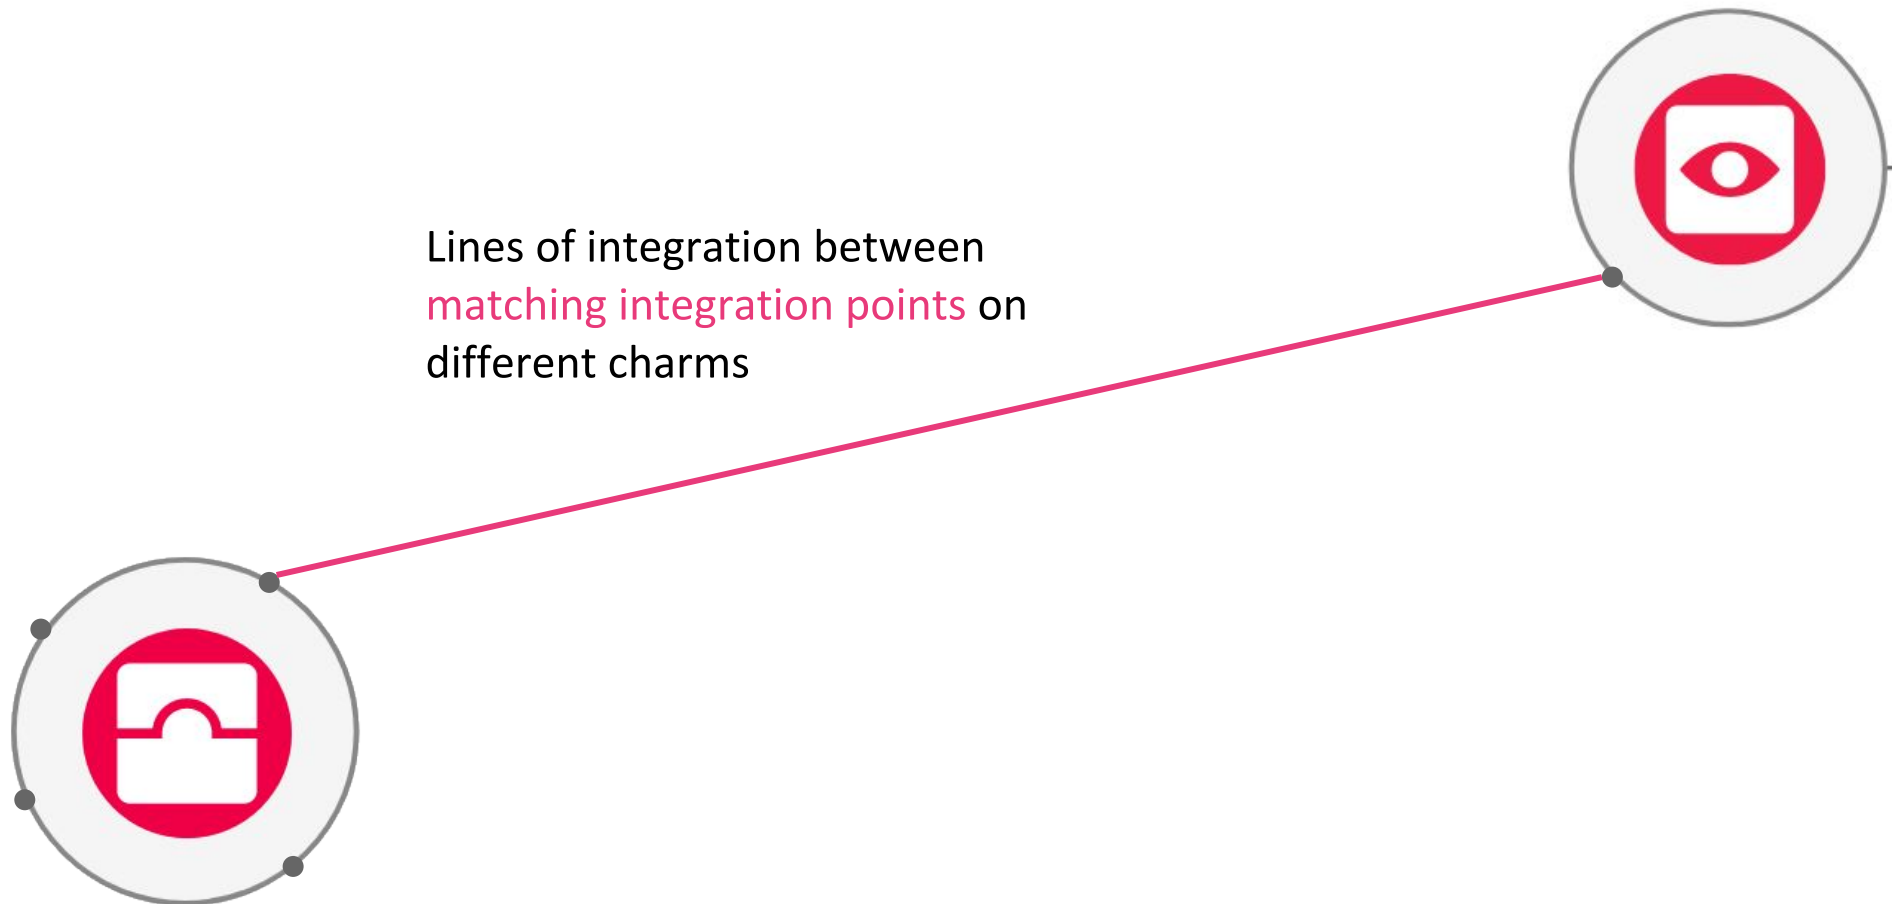 Lines of integration between
matching integration points on
different charms